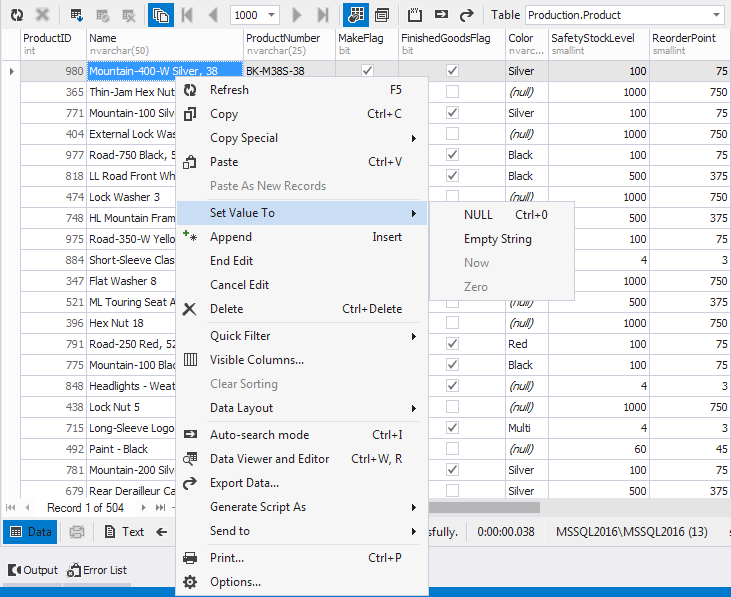 1000 Table Production.Product
ProductID Name ProductNumber MakeFlag FinishedGoodsFlag Color SafetyStockLevel ReorderPoint
int nvarchar(50) nvarchar(25) bit bit nvarc... smallint smallint
980 Mountain-400-W Silver, 38 BK-M38S-38 Silver 100 75
365 Thin-Jam Hex Nut (null) 1000 750
771 Mountain-100 Silv Silver 100 75
404 External Lock Was (null) 1000 750
977 Road-750 Black, 5 Black 100 75
818 LL Road Front Wh Black 500 375
474 Lock Washer 3 (null) 1000 750
748 HL Mountain Fram 500 375
975 Road-350-W Yello 100 75
884 Short-Sleeve Clas 4 3
347 Flat Washer 8 1000 750
521 ML Touring Seat A (null) 500 375
396 Hex Nut 18 (null) 1000 750
791 Road-250 Red, 52 Red 100 75
775 Mountain-100 Blac Black 100 75
848 Headlights - Weat (null) 4 3
438 Lock Nut 5 (null) 1000 750
715 Long-Sleeve Logo Multi 4 3
492 Paint - Black (null) 60 45
781 Mountain-200 Silv Silver 100 75
679 Rear Derailleur Ca Silver 500 375
Refresh F5
Copy Ctrl+C
Copy Special
Paste Ctrl+V
Paste As New Records
Set Value To
Append Insert
End Edit
Cancel Edit
Delete Ctrl+Delete
Quick Filter
Visible Columns...
Clear Sorting
Data Layout
Auto-search mode Ctrl+I
Data Viewer and Editor Ctrl+W, R
Export Data...
Generate Script As
Send to
Print... Ctrl+P
Options...
NULL Ctrl+0
Empty String
Now
Zero
Record 1 of 504
Data Text sfully. 0:00:00.038 MSSQL2016\MSSQL2016 (13)
Output Error List